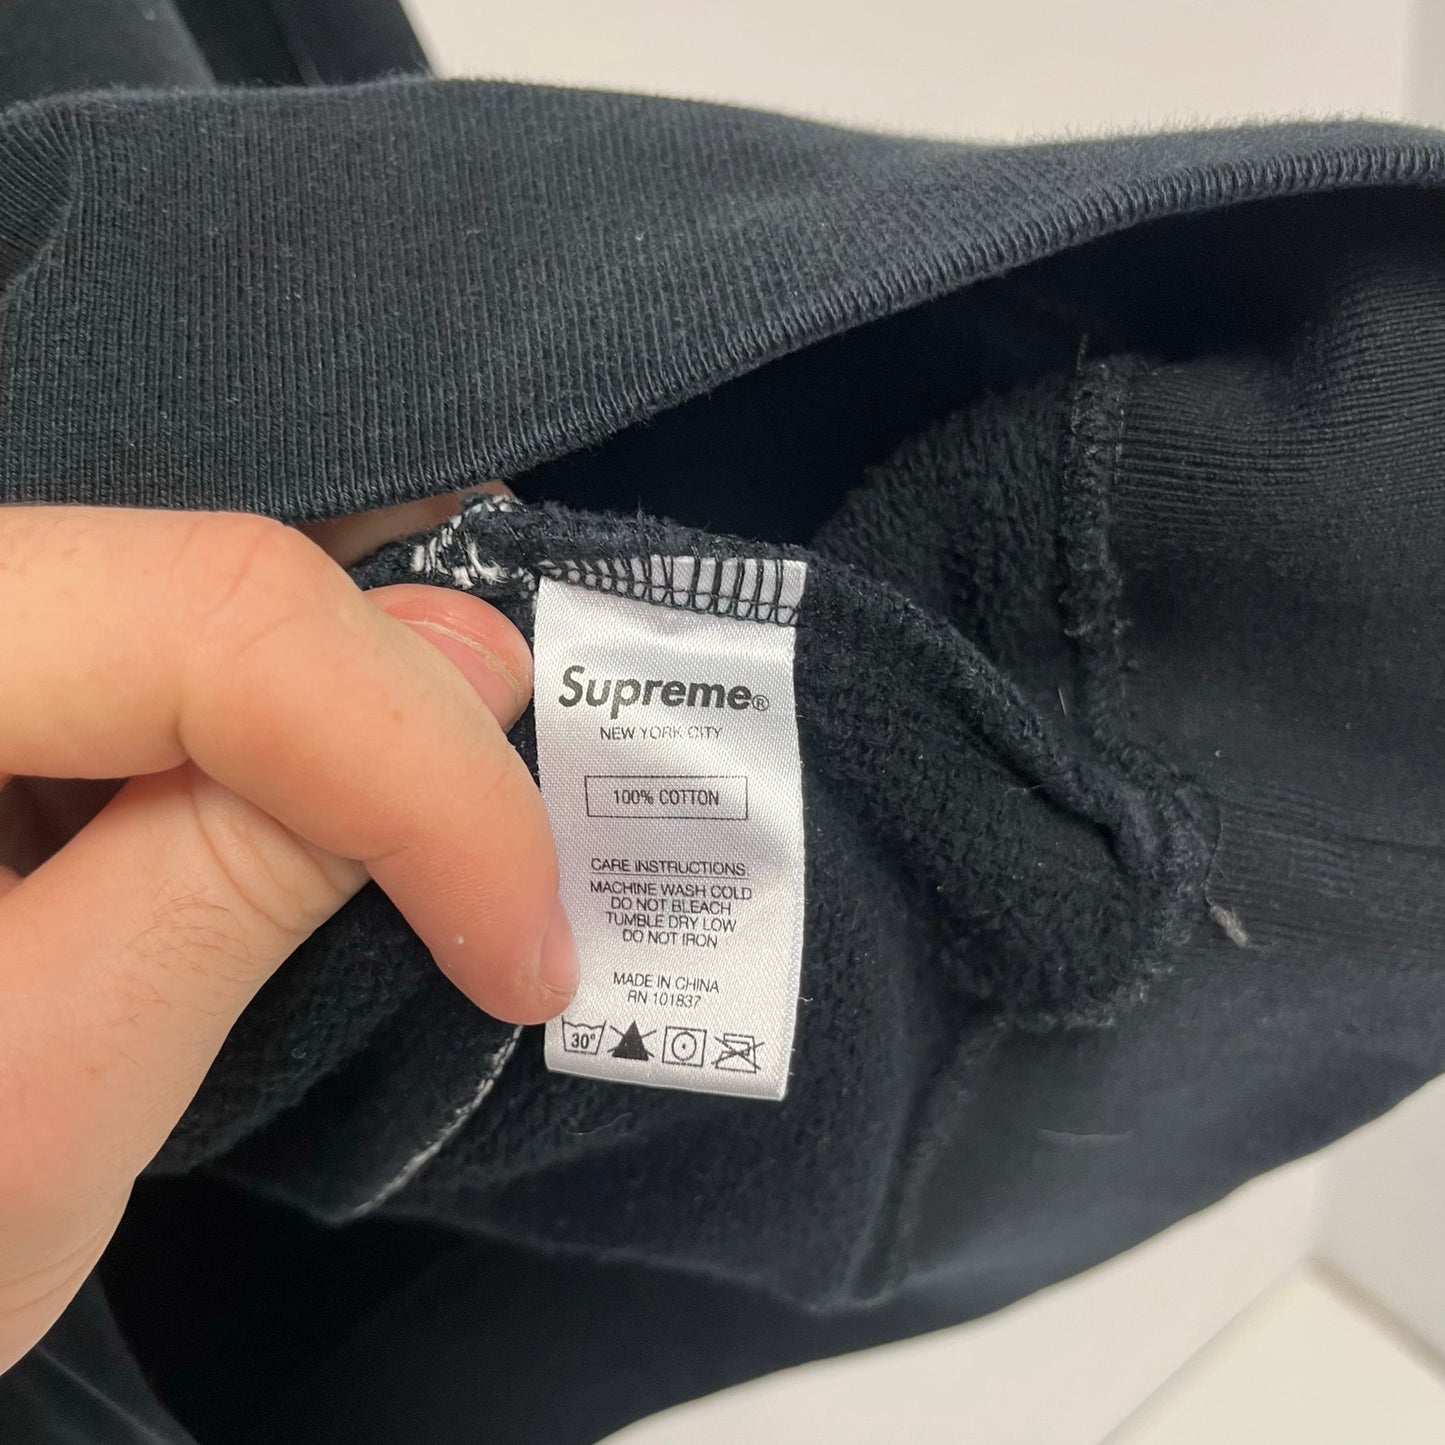 Supreme®
NEW YORK CITY
100% COTTON
CARE INSTRUCTIONS
MACHINE WASH COLD
DO NOT BLEACH
TUMBLE DRY LOW
DO NOT IRON
MADE IN CHINA
RN 101837
30°